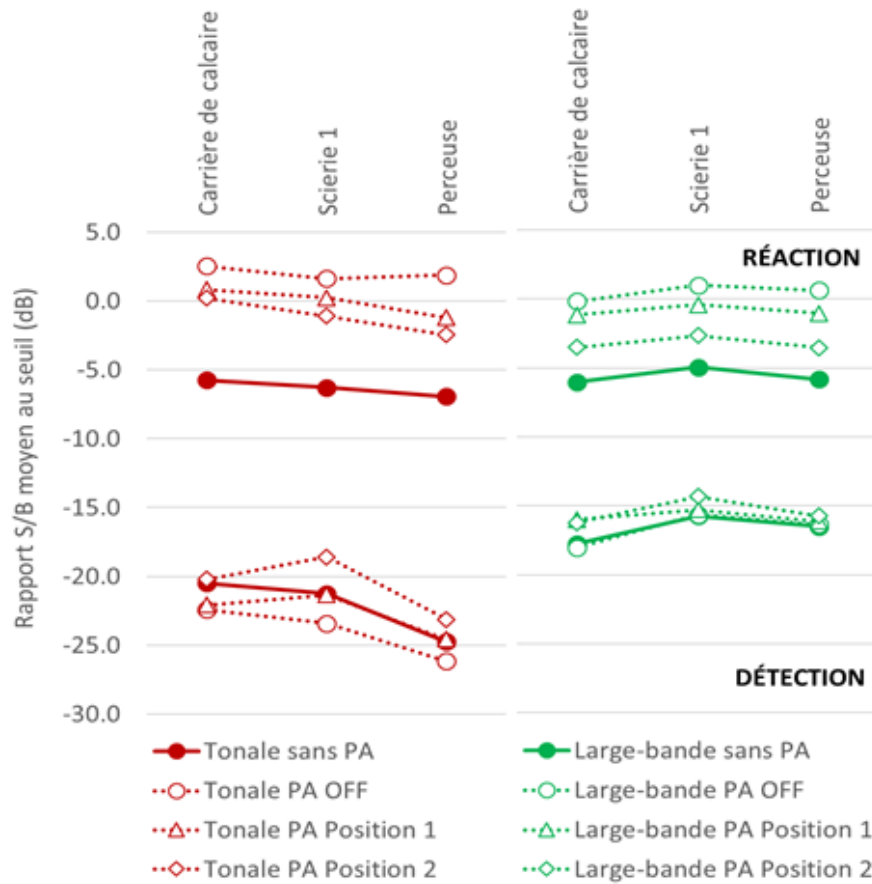 Carrière de calcaire
Scierie 1
Perceuse
Carrière de calcaire
Scierie 1
Perceuse
Rapport S/B moyen au seuil (dB)
5.0
0.0
-5.0
-10.0
-15.0
-20.0
-25.0
-30.0
RÉACTION
DÉTECTION
Tonale sans PA
Tonale PA OFF
Tonale PA Position 1
Tonale PA Position 2
Large-bande sans PA
Large-bande PA OFF
Large-bande PA Position 1
Large-bande PA Position 2